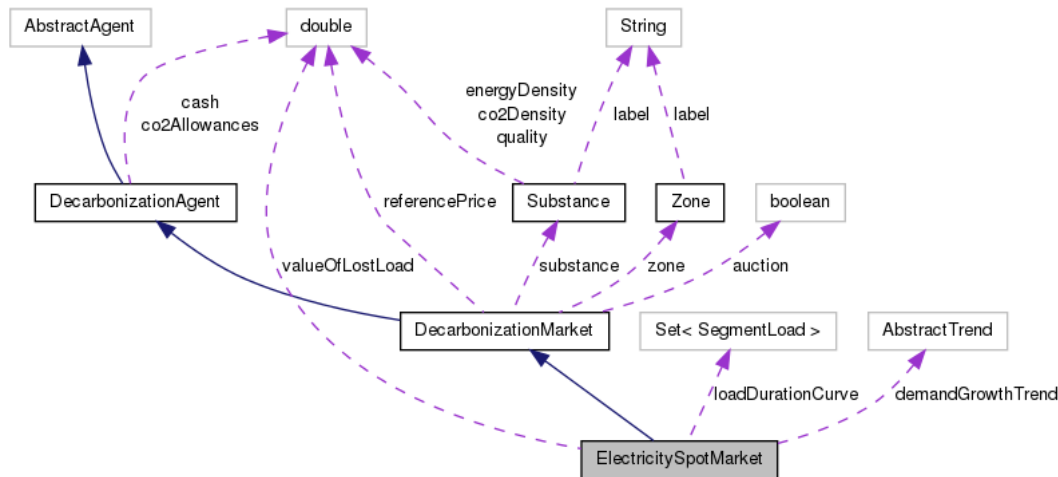 AbstractAgent
double
String
cash
co2Allowances
energyDensity
co2Density
quality
label
label
DecarbonizationAgent
referencePrice
Substance
Zone
boolean
valueOfLostLoad
substance
zone
auction
DecarbonizationMarket
Set< SegmentLoad >
AbstractTrend
loadDurationCurve
demandGrowthTrend
ElectricitySpotMarket